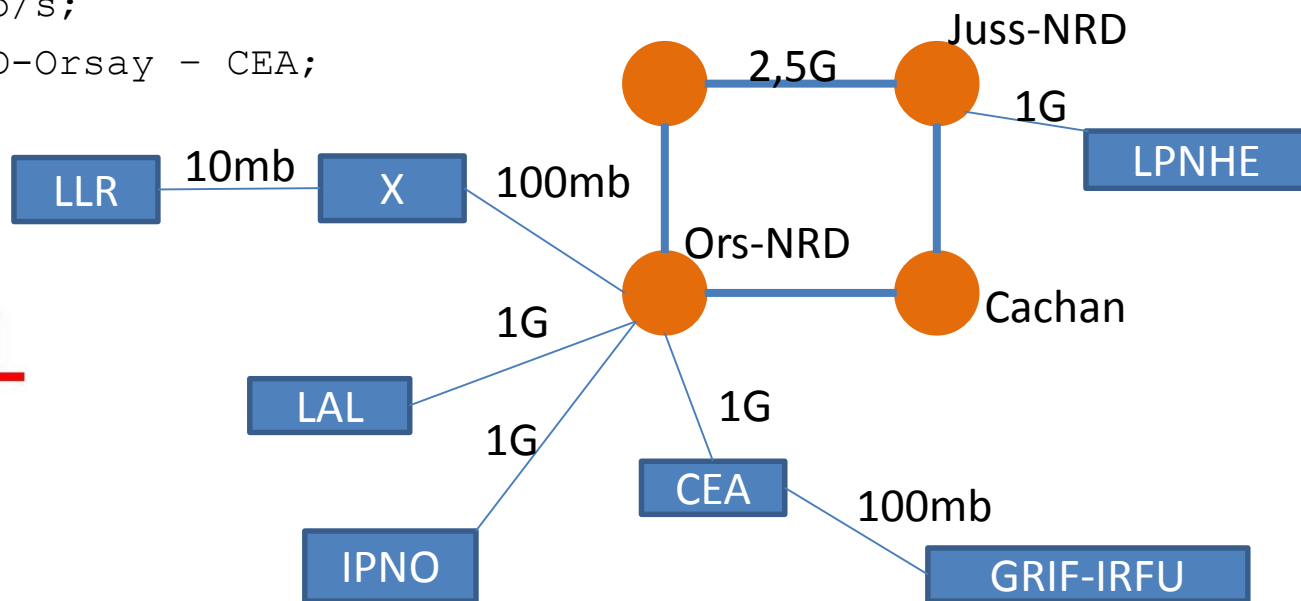 D-Orsay – CEA;
Juss-NRD
2,5G
1G
LPNHE
LLR
10mb
X
100mb
Ors-NRD
Cachan
1G
LAL
1G
1G
CEA
100mb
IPNO
GRIF-IRFU